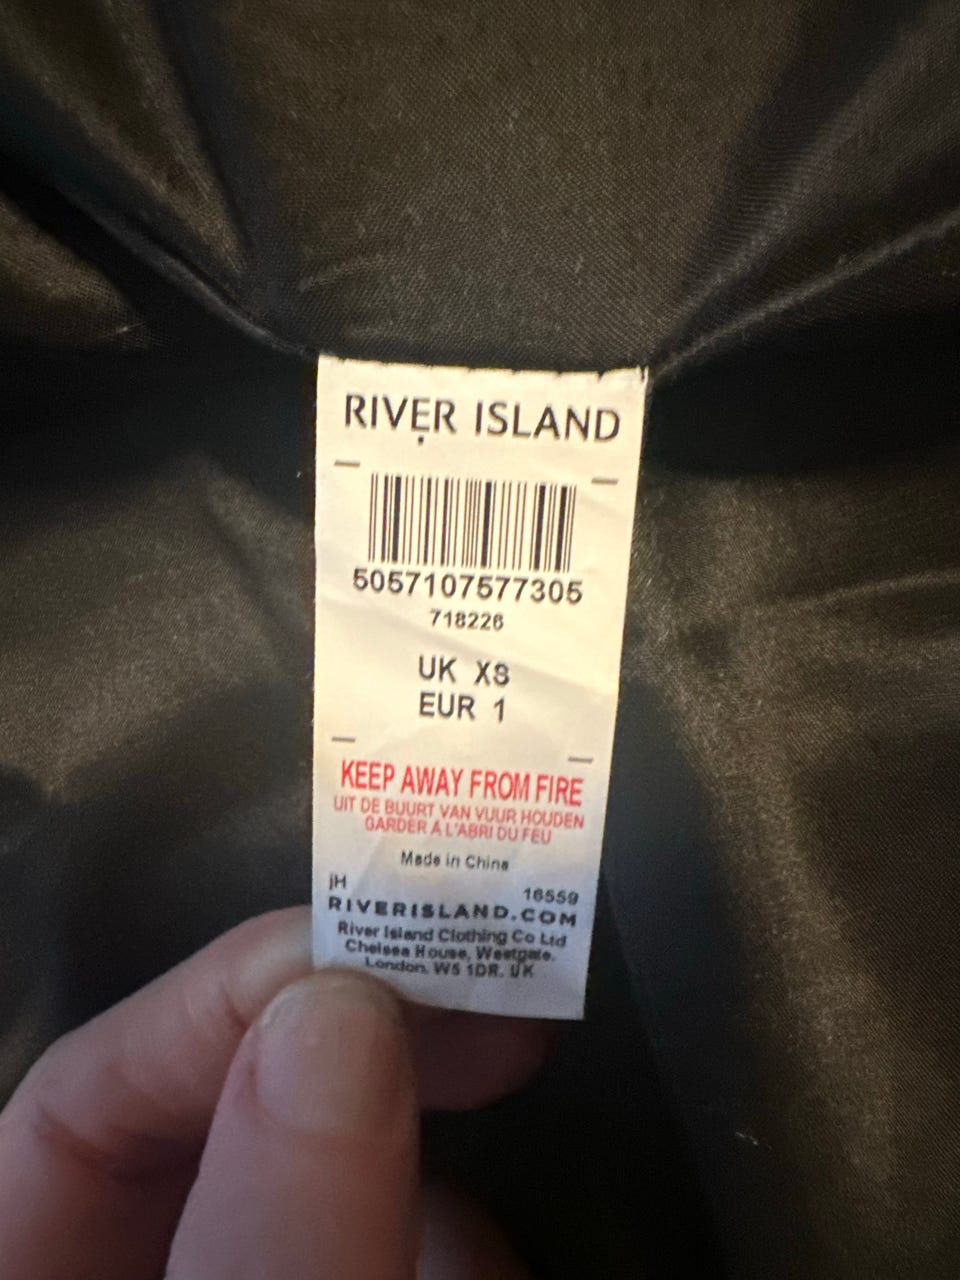 RIVER ISLAND
5057107577305
718226
UK XS
EUR 1
KEEP AWAY FROM FIRE
UIT DE BUURT VAN VUUR HOUDEN
GARDER A L'ABRI DU FEU
Made in China
jH 16559
RIVERISLAND.COM
River Island Clothing Co Ltd
Chelsea House, Westgate,
London, W5 1DR. UK